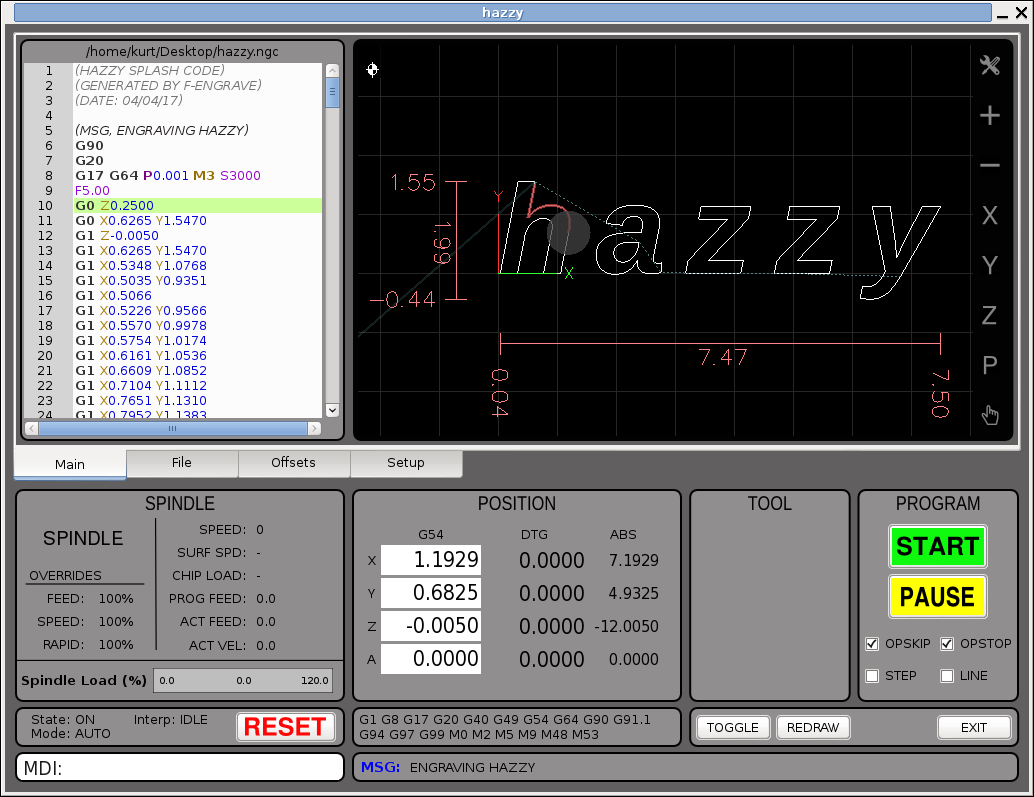 hazzy
/home/kurt/Desktop/hazzy.ngc
1 (HAZZY SPLASH CODE)
2 (GENERATED BY F-ENGRAVE)
3 (DATE: 04/04/17)
4
5 (MSG, ENGRAVING HAZZY)
6 G90
7 G20
8 G17 G64 P0.001 M3 S3000
9 F5.00
10 G0 Z0.2500
11 G0 X0.6265 Y1.5470
12 G1 Z-0.0050
13 G1 X0.6265 Y1.5470
14 G1 X0.5348 Y1.0768
15 G1 X0.5035 Y0.9351
16 G1 X0.5066
17 G1 X0.5226 Y0.9566
18 G1 X0.5570 Y0.9978
19 G1 X0.5754 Y1.0174
20 G1 X0.6161 Y1.0536
21 G1 X0.6609 Y1.0852
22 G1 X0.7104 Y1.1112
23 G1 X0.7651 Y1.1310
24 G1 X0.7952 Y1.1383
1.55
1.99
-0.44
Y
X
hazzy
7.47
0.04
7.50
X
Y
Z
P
Main File Offsets Setup
SPINDLE
SPINDLE
OVERRIDES
FEED: 100%
SPEED: 100%
RAPID: 100%
SPEED: 0
SURF SPD: -
CHIP LOAD: -
PROG FEED: 0.0
ACT FEED: 0.0
ACT VEL: 0.0
Spindle Load (%) 0.0 0.0 120.0
POSITION
G54 DTG ABS
X 1.1929 0.0000 7.1929
Y 0.6825 0.0000 4.9325
Z -0.0050 0.0000 -12.0050
A 0.0000 0.0000 0.0000
TOOL
PROGRAM
START
PAUSE
OPSKIP OPSTOP
STEP LINE
State: ON Interp: IDLE
Mode: AUTO
RESET
G1 G8 G17 G20 G40 G49 G54 G64 G90 G91.1
G94 G97 G99 M0 M2 M5 M9 M48 M53
TOGGLE REDRAW EXIT
MDI:
MSG: ENGRAVING HAZZY